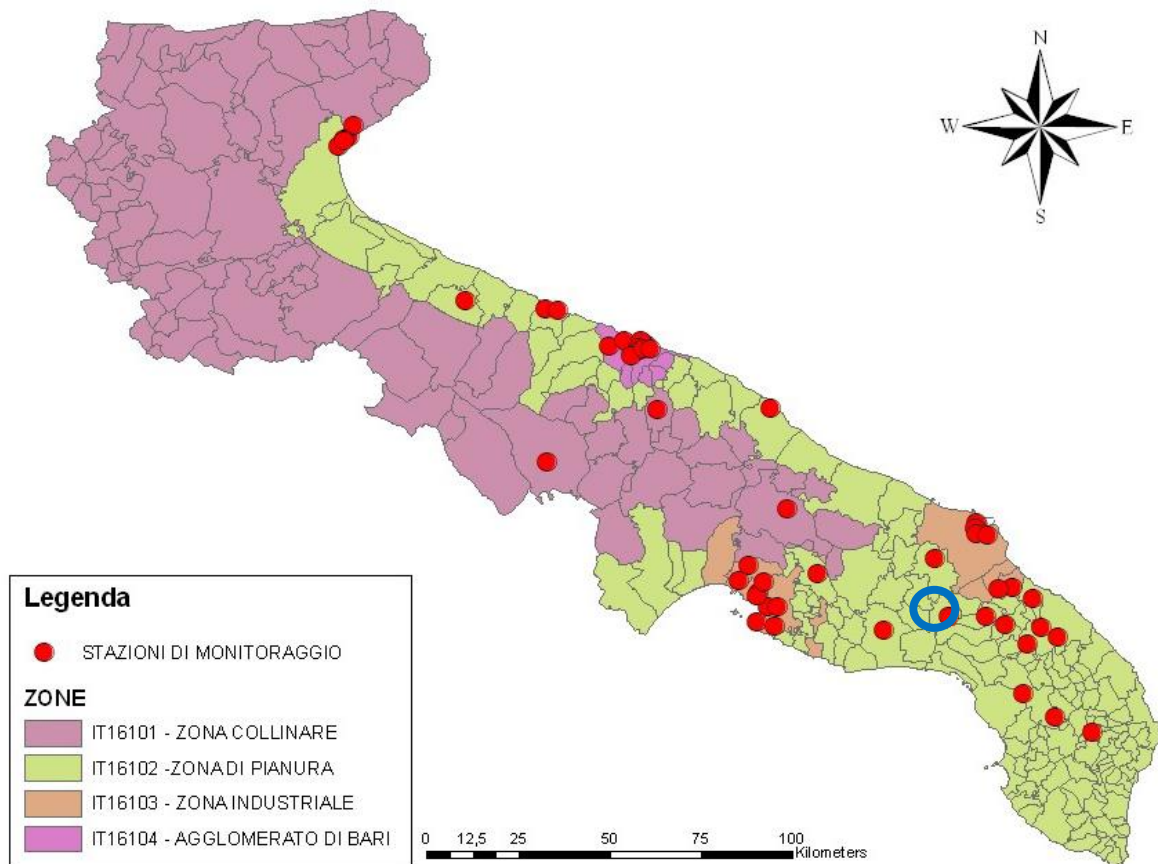 N
W E
S
Legenda
STAZIONI DI MONITORAGGIO
ZONE
IT16101 - ZONA COLLINARE
IT16102 -ZONA DI PIANURA
IT16103 - ZONA INDUSTRIALE
IT16104 - AGGLOMERATO DI BARI
0 12,5 25 50 75 100
Kilometers